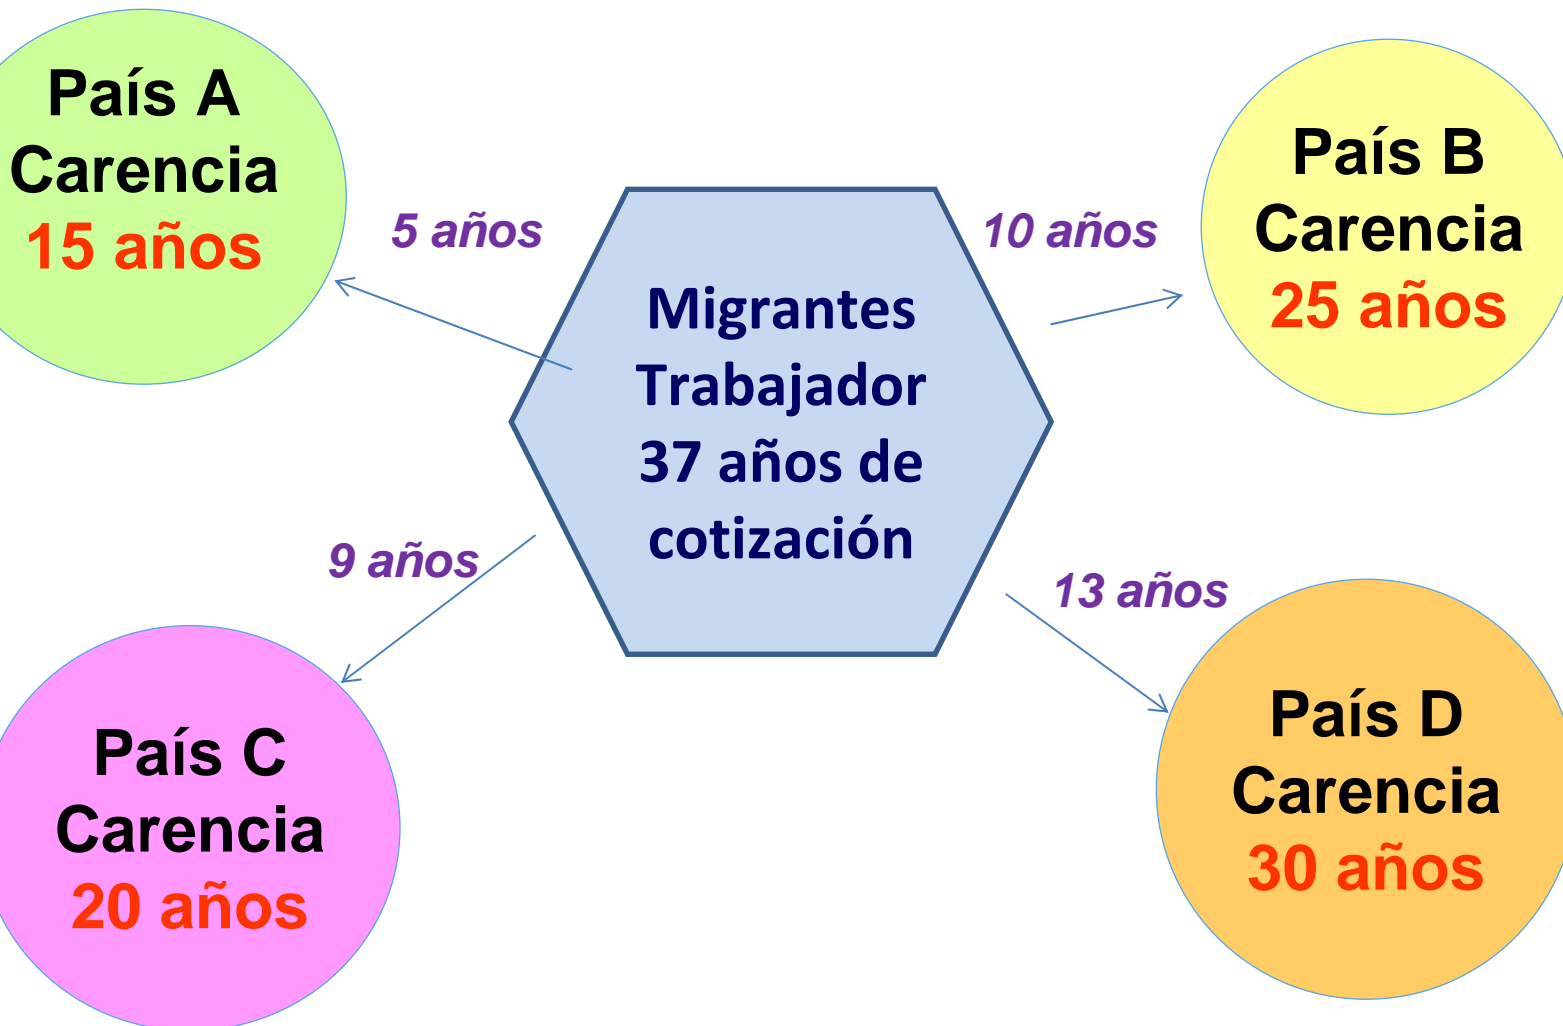 País A
Carencia
15 años
5 años
10 años
País B
Carencia
25 años
Migrantes
Trabajador
37 años de
cotización
9 años
13 años
País C
Carencia
20 años
País D
Carencia
30 años